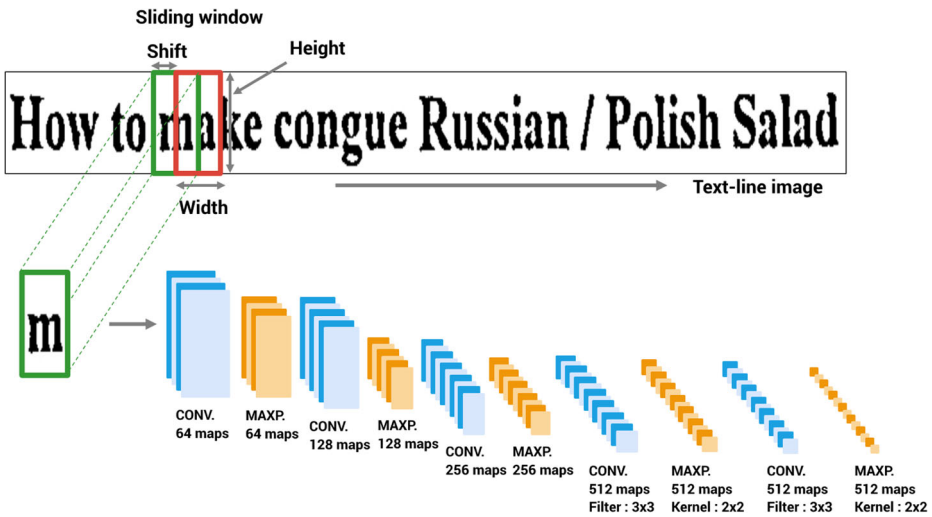 Sliding window
Shift
Height
How to make congue Russian / Polish Salad
Width
Text-line image
m
CONV.
64 maps
MAXP.
64 maps
CONV.
128 maps
MAXP.
128 maps
CONV.
256 maps
MAXP.
256 maps
CONV.
512 maps
Filter : 3x3
MAXP.
512 maps
Kernel : 2x2
CONV.
512 maps
Filter : 3x3
MAXP.
512 maps
Kernel : 2x2